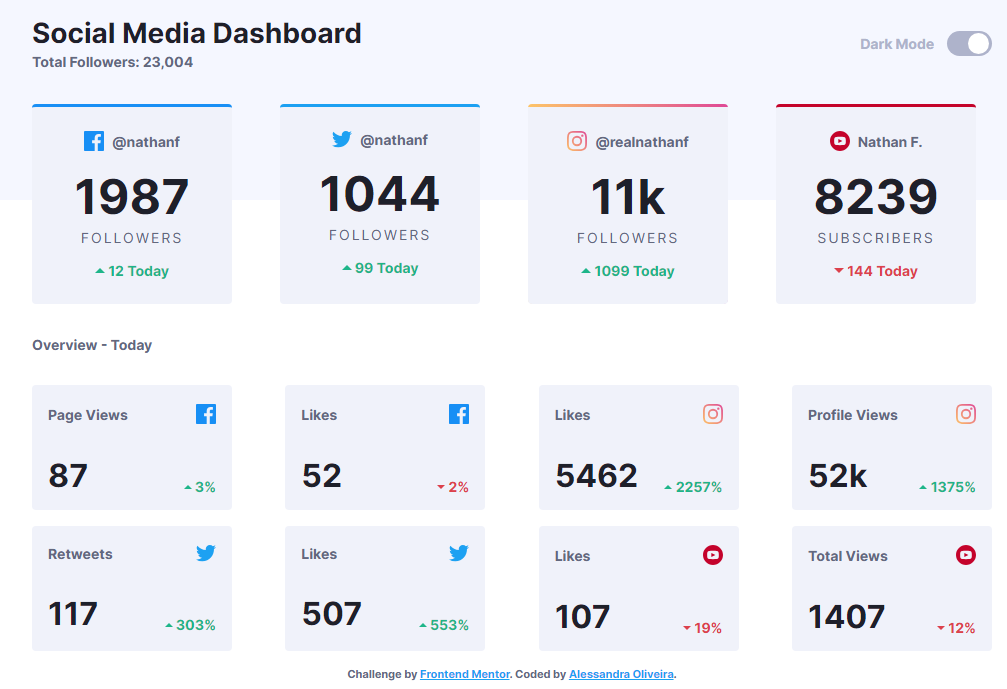 Social Media Dashboard
Total Followers: 23,004
Dark Mode
@nathanf
1987
FOLLOWERS
12 Today
@nathanf
1044
FOLLOWERS
99 Today
@realnathanf
11k
FOLLOWERS
1099 Today
Nathan F.
8239
SUBSCRIBERS
144 Today
Overview - Today
Page Views
87
3%
Likes
52
2%
Likes
5462
2257%
Profile Views
52k
1375%
Retweets
117
303%
Likes
507
553%
Likes
107
19%
Total Views
1407
12%
Challenge by Frontend Mentor. Coded by Alessandra Oliveira.